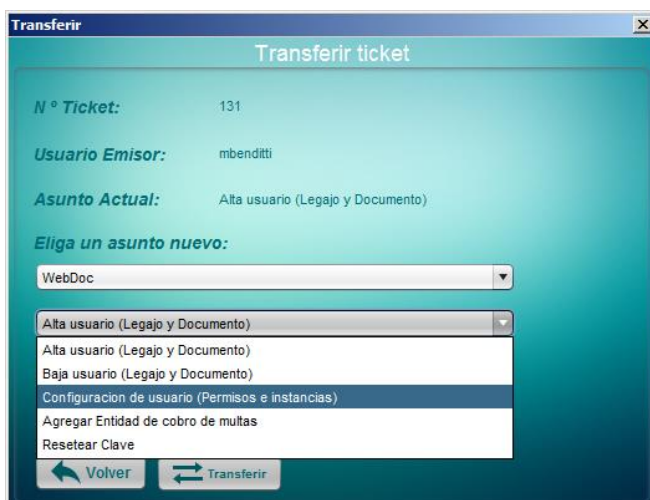 Transferir
Transferir ticket
N º Ticket: 131
Usuario Emisor: mbenditti
Asunto Actual: Alta usuario (Legajo y Documento)
Eliga un asunto nuevo:
WebDoc
Alta usuario (Legajo y Documento)
Alta usuario (Legajo y Documento)
Baja usuario (Legajo y Documento)
Configuracion de usuario (Permisos e instancias)
Agregar Entidad de cobro de multas
Resetear Clave
Volver Transferir